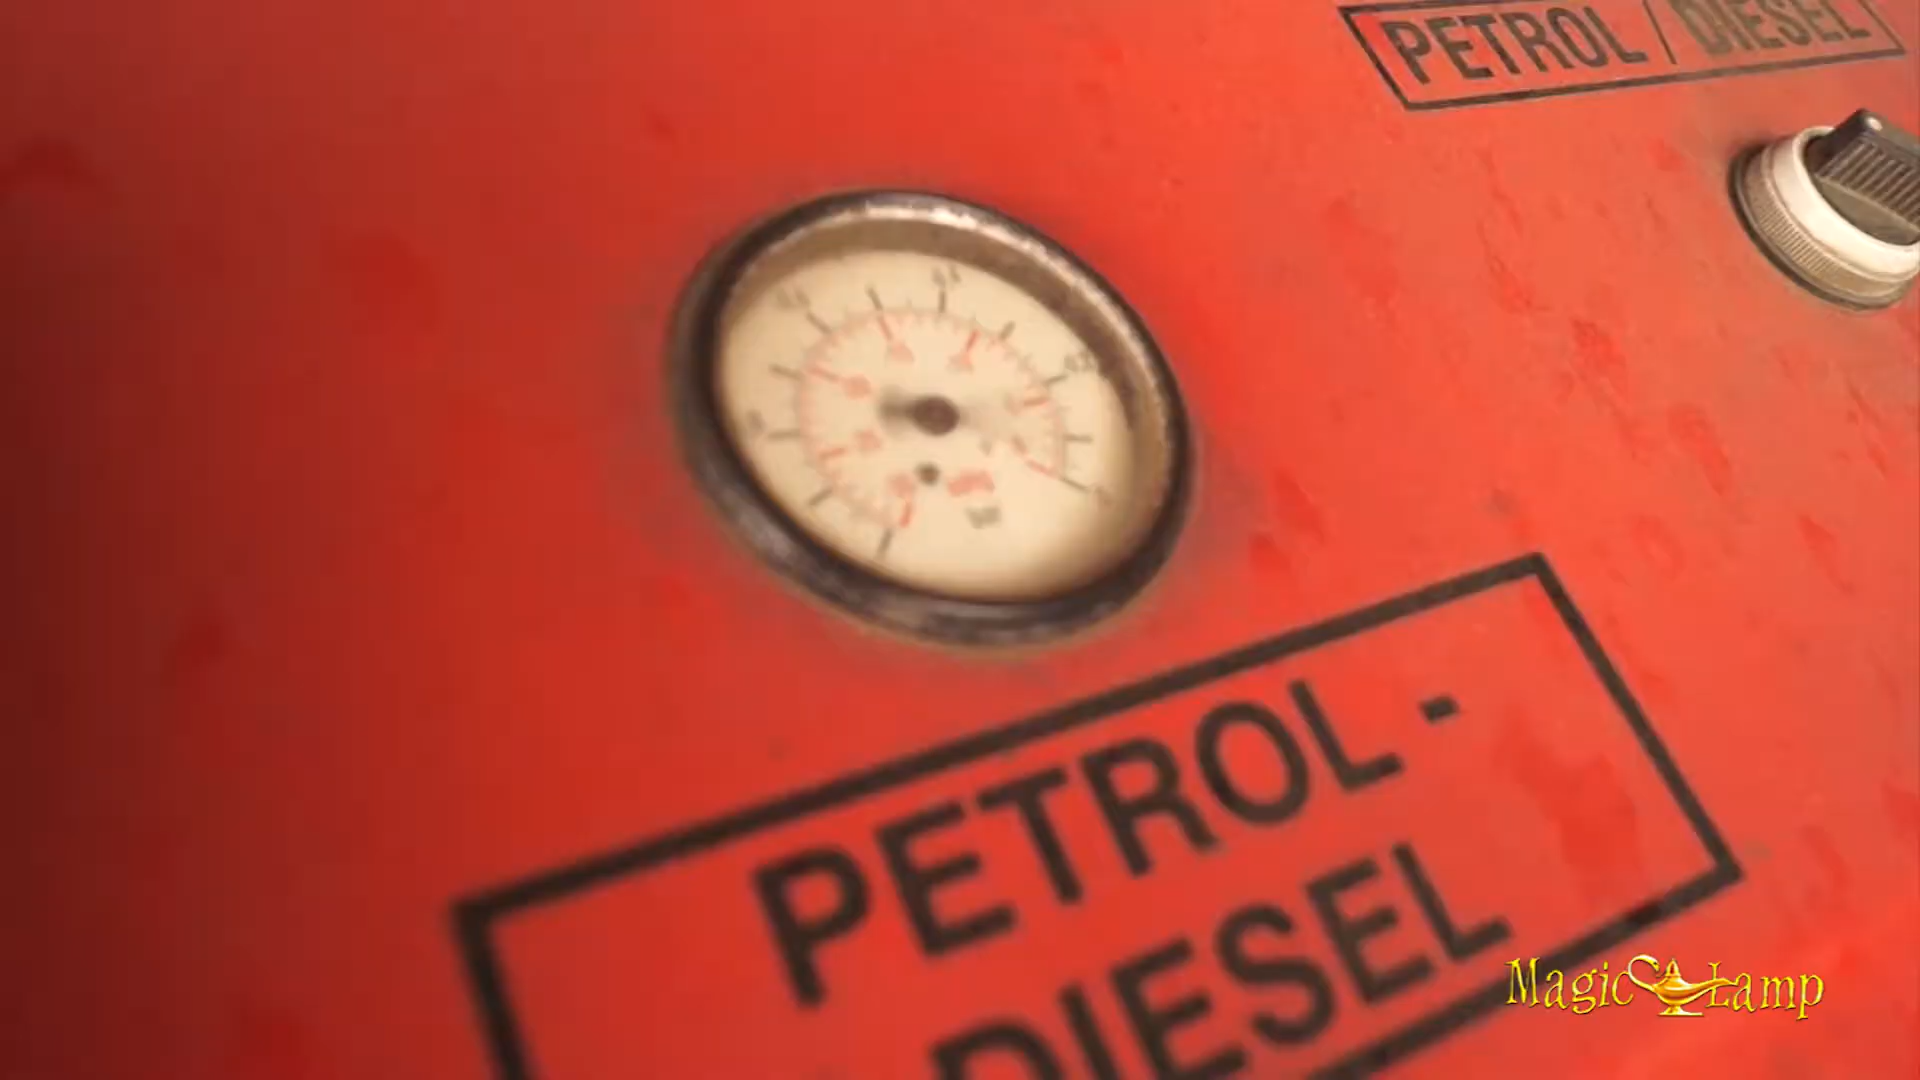 PETROL / DIESEL
PETROL -
DIESEL
Magic Lamp